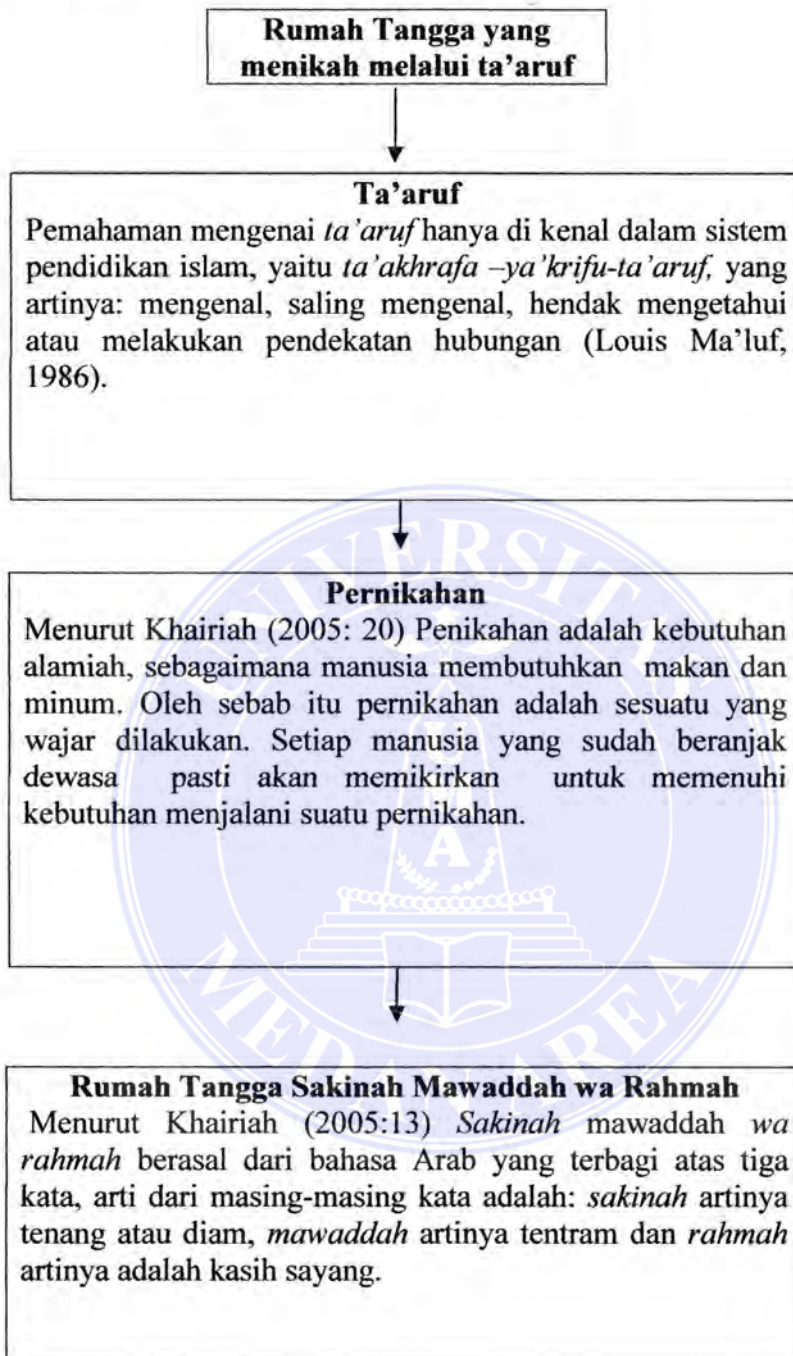 Rumah Tangga yang
menikah melalui ta'aruf
Ta'aruf
Pemahaman mengenai ta'aruf hanya di kenal dalam sistem
pendidikan islam, yaitu ta'akhrafa –ya'krifu-ta'aruf, yang
artinya: mengenal, saling mengenal, hendak mengetahui
atau melakukan pendekatan hubungan (Louis Ma'luf,
1986).
Pernikahan
Menurut Khairiah (2005: 20) Penikahan adalah kebutuhan
alamiah, sebagaimana manusia membutuhkan makan dan
minum. Oleh sebab itu pernikahan adalah sesuatu yang
wajar dilakukan. Setiap manusia yang sudah beranjak
dewasa pasti akan memikirkan untuk memenuhi
kebutuhan menjalani suatu pernikahan.
Rumah Tangga Sakinah Mawaddah wa Rahmah
Menurut Khairiah (2005:13) Sakinah mawaddah wa
rahmah berasal dari bahasa Arab yang terbagi atas tiga
kata, arti dari masing-masing kata adalah: sakinah artinya
tenang atau diam, mawaddah artinya tentram dan rahmah
artinya adalah kasih sayang.
UNIVERSITAS
UMA
MEDAN AREA